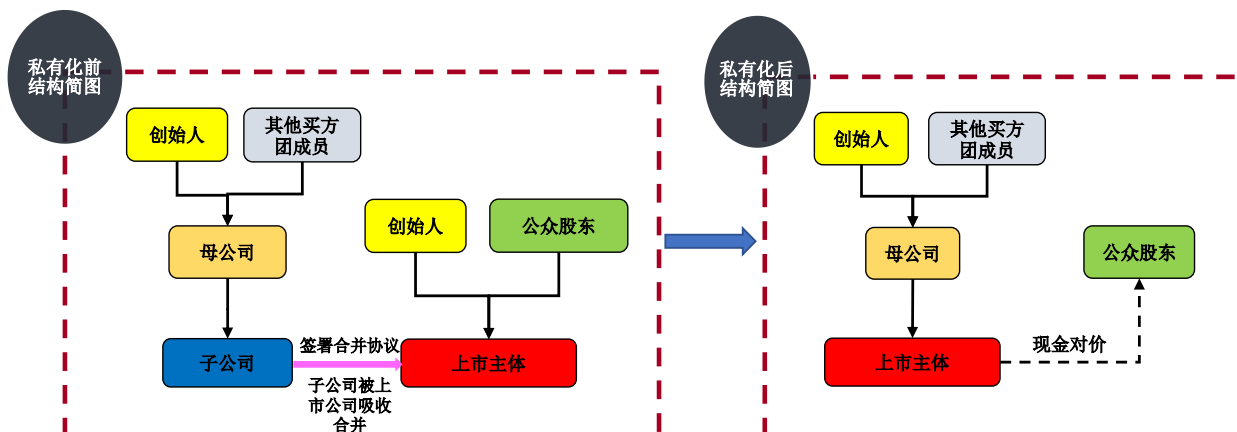 私有化前
结构简图
创始人
其他买方
团成员
母公司
子公司
签署合并协议
子公司被上
市公司吸收
合并
创始人
公众股东
上市主体
私有化后
结构简图
创始人
其他买方
团成员
母公司
上市主体
现金对价
公众股东